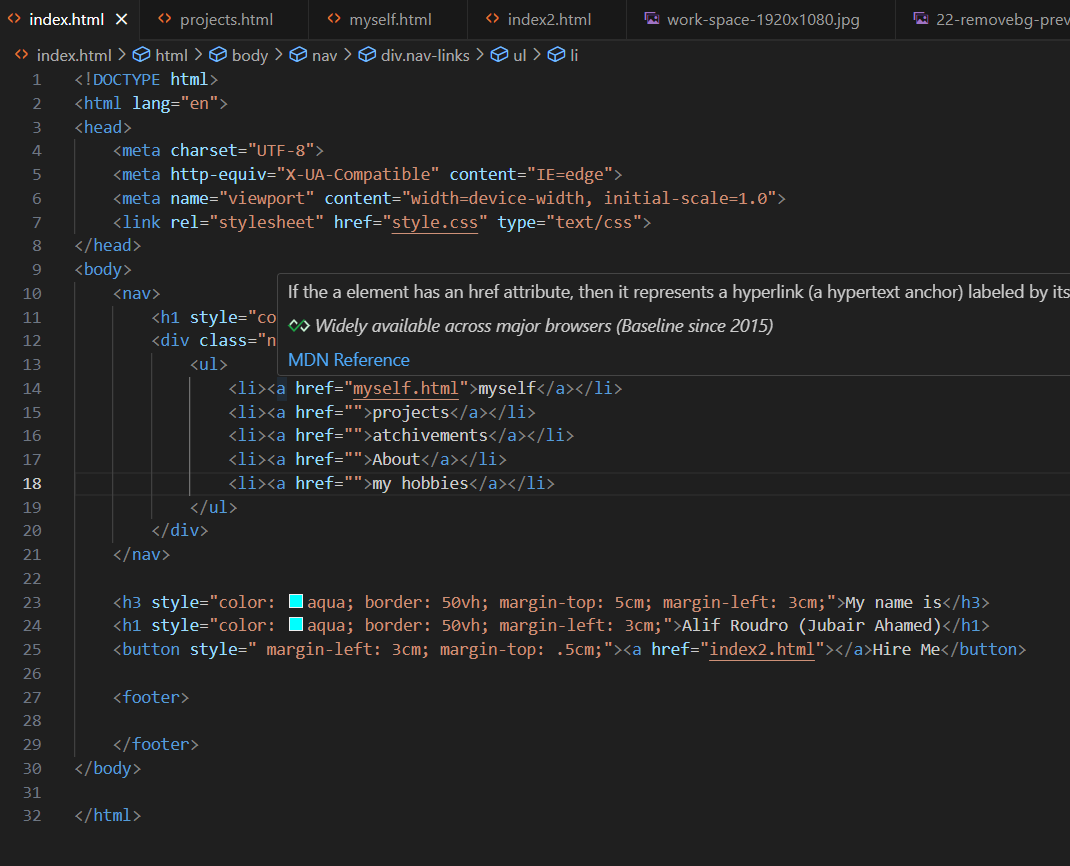 index.html projects.html myself.html index2.html work-space-1920x1080.jpg 22-removebg-prev
index.html > html > body > nav > div.nav-links > ul > li
1 <!DOCTYPE html>
2 <html lang="en">
3 <head>
4 <meta charset="UTF-8">
5 <meta http-equiv="X-UA-Compatible" content="IE=edge">
6 <meta name="viewport" content="width=device-width, initial-scale=1.0">
7 <link rel="stylesheet" href="style.css" type="text/css">
8 </head>
9 <body>
10 <nav>
If the a element has an href attribute, then it represents a hyperlink (a hypertext anchor) labeled by its
11 <h1 style="co
Widely available across major browsers (Baseline since 2015)
12 <div class="n
MDN Reference
13 <ul>
14 <li><a href="myself.html">myself</a></li>
15 <li><a href="">projects</a></li>
16 <li><a href="">atchivements</a></li>
17 <li><a href="">About</a></li>
18 <li><a href="">my hobbies</a></li>
19 </ul>
20 </div>
21 </nav>
22
23 <h3 style="color: aqua; border: 50vh; margin-top: 5cm; margin-left: 3cm;">My name is</h3>
24 <h1 style="color: aqua; border: 50vh; margin-left: 3cm;">Alif Roudro (Jubair Ahamed)</h1>
25 <button style=" margin-left: 3cm; margin-top: .5cm;"><a href="index2.html"></a>Hire Me</button>
26
27 <footer>
28
29 </footer>
30 </body>
31
32 </html>